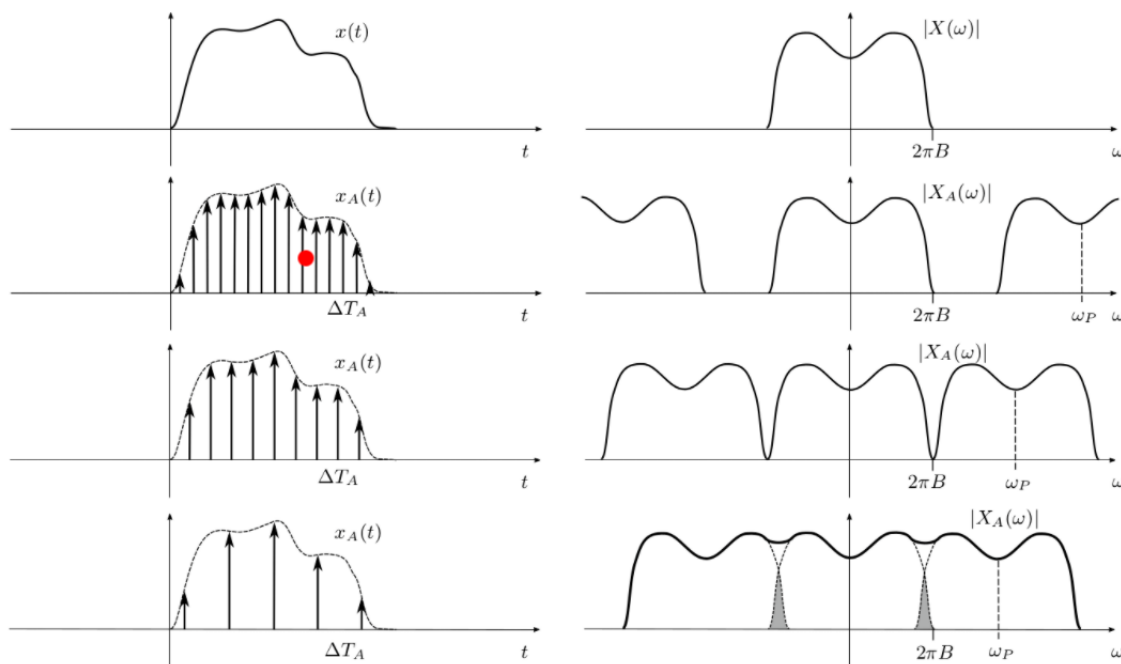 x(t)
|X(ω)|
t
2πB
ω
x_A(t)
|X_A(ω)|
ΔT_A
t
2πB
ω_P
ω
x_A(t)
|X_A(ω)|
ΔT_A
t
2πB
ω_P
ω
x_A(t)
|X_A(ω)|
ΔT_A
t
2πB
ω_P
ω